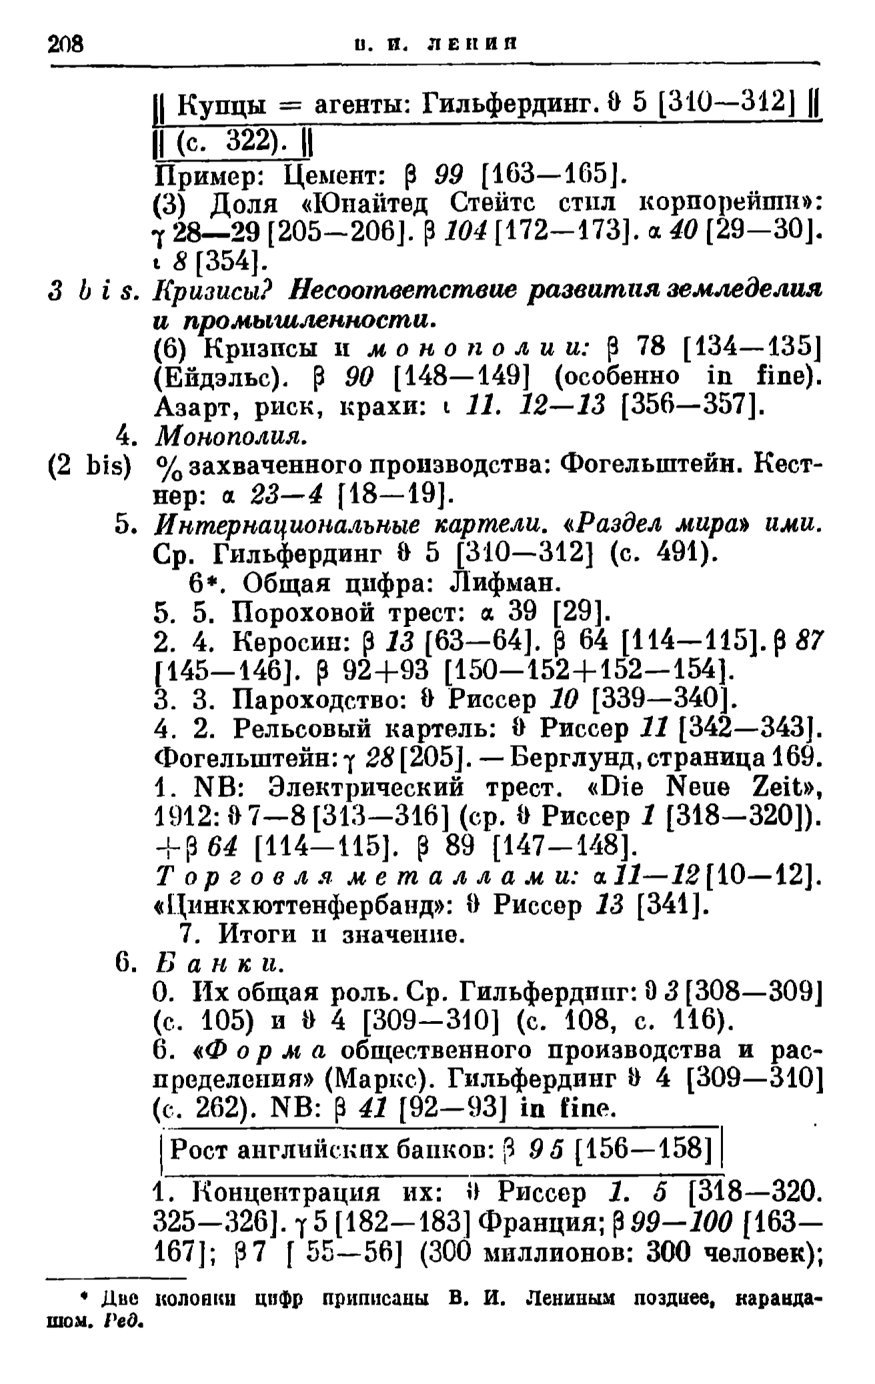 208
В. И. ЛЕНИН
|| Купцы = агенты: Гильфердинг. ϑ 5 [310—312] ||
|| (с. 322). ||
Пример: Цемент: β 99 [163—165].
(3) Доля «Юнайтед Стейтс стил корпорейшн»:
γ 28—29 [205—206]. β 104 [172—173]. α 40 [29—30].
ι 8 [354].
3 bis. Кризисы? Несоответствие развития земледелия
и промышленности.
(6) Кризисы и монополии: β 78 [134—135]
(Ейдэльс). β 90 [148—149] (особенно in fine).
Азарт, риск, крахи: ι 11. 12—13 [356—357].
4. Монополия.
(2 bis) % захваченного производства: Фогельштейн. Кест-
нер: α 23—4 [18—19].
5. Интернациональные картели. «Раздел мира» ими.
Ср. Гильфердинг ϑ 5 [310—312] (с. 491).
6*. Общая цифра: Лифман.
5. 5. Пороховой трест: α 39 [29].
2. 4. Керосин: β 13 [63—64]. β 64 [114—115]. β 87
[145—146]. β 92+93 [150—152+152—154].
3. 3. Пароходство: ϑ Риссер 10 [339—340].
4. 2. Рельсовый картель: ϑ Риссер 11 [342—343].
Фогельштейн: γ 28 [205]. — Берглунд, страница 169.
1. NB: Электрический трест. «Die Neue Zeit»,
1912: ϑ 7—8 [313—316] (ср. ϑ Риссер 1 [318—320]).
+β 64 [114—115]. β 89 [147—148].
Торговля металлами: α 11—12 [10—12].
«Цинкхюттенфербанд»: ϑ Риссер 13 [341].
7. Итоги и значение.
6. Банки.
0. Их общая роль. Ср. Гильфердинг: ϑ 3 [308—309]
(с. 105) и ϑ 4 [309—310] (с. 108, с. 116).
6. «Форма общественного производства и рас-
пределения» (Маркс). Гильфердинг ϑ 4 [309—310]
(с. 262). NB: β 41 [92—93] in fine.
| Рост английских банков: β 95 [156—158] |
1. Концентрация их: ϑ Риссер 1. 5 [318—320.
325—326]. γ 5 [182—183] Франция; β 99—100 [163—
167]; β 7 [55—56] (300 миллионов: 300 человек);
* Две колонки цифр приписаны В. И. Лениным позднее, каранда-
шом. Ред.